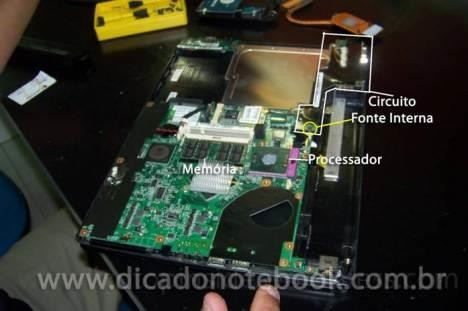 Circuito
Fonte Interna
Processador
Memória
www.dicadonotebook.com.br